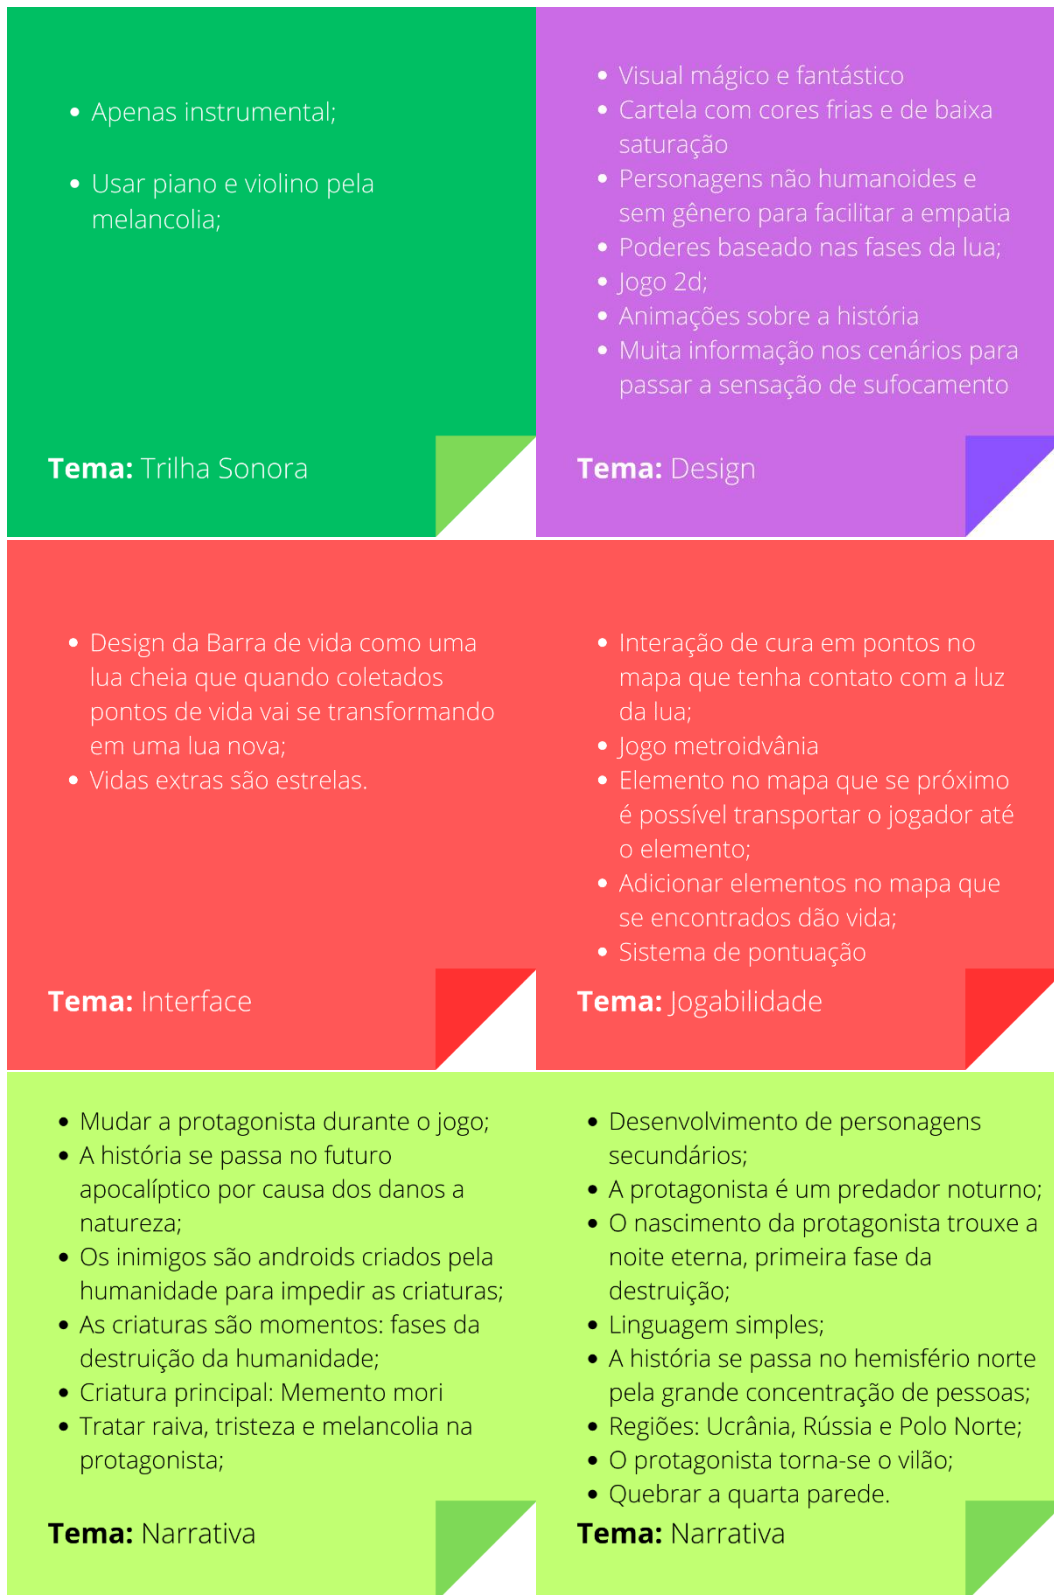 • Apenas instrumental;
• Usar piano e violino pela
melancolia;
Tema: Trilha Sonora
• Visual mágico e fantástico
• Cartela com cores frias e de baixa
saturação
• Personagens não humanoides e
sem gênero para facilitar a empatia
• Poderes baseado nas fases da lua;
• Jogo 2d;
• Animações sobre a história
• Muita informação nos cenários para
passar a sensação de sufocamento
Tema: Design
• Design da Barra de vida como uma
lua cheia que quando coletados
pontos de vida vai se transformando
em uma lua nova;
• Vidas extras são estrelas.
Tema: Interface
• Interação de cura em pontos no
mapa que tenha contato com a luz
da lua;
• Jogo metroidvânia
• Elemento no mapa que se próximo
é possível transportar o jogador até
o elemento;
• Adicionar elementos no mapa que
se encontrados dão vida;
• Sistema de pontuação
Tema: Jogabilidade
• Mudar a protagonista durante o jogo;
• A história se passa no futuro
apocalíptico por causa dos danos a
natureza;
• Os inimigos são androids criados pela
humanidade para impedir as criaturas;
• As criaturas são momentos: fases da
destruição da humanidade;
• Criatura principal: Memento mori
• Tratar raiva, tristeza e melancolia na
protagonista;
Tema: Narrativa
• Desenvolvimento de personagens
secundários;
• A protagonista é um predador noturno;
• O nascimento da protagonista trouxe a
noite eterna, primeira fase da
destruição;
• Linguagem simples;
• A história se passa no hemisfério norte
pela grande concentração de pessoas;
• Regiões: Ucrânia, Rússia e Polo Norte;
• O protagonista torna-se o vilão;
• Quebrar a quarta parede.
Tema: Narrativa